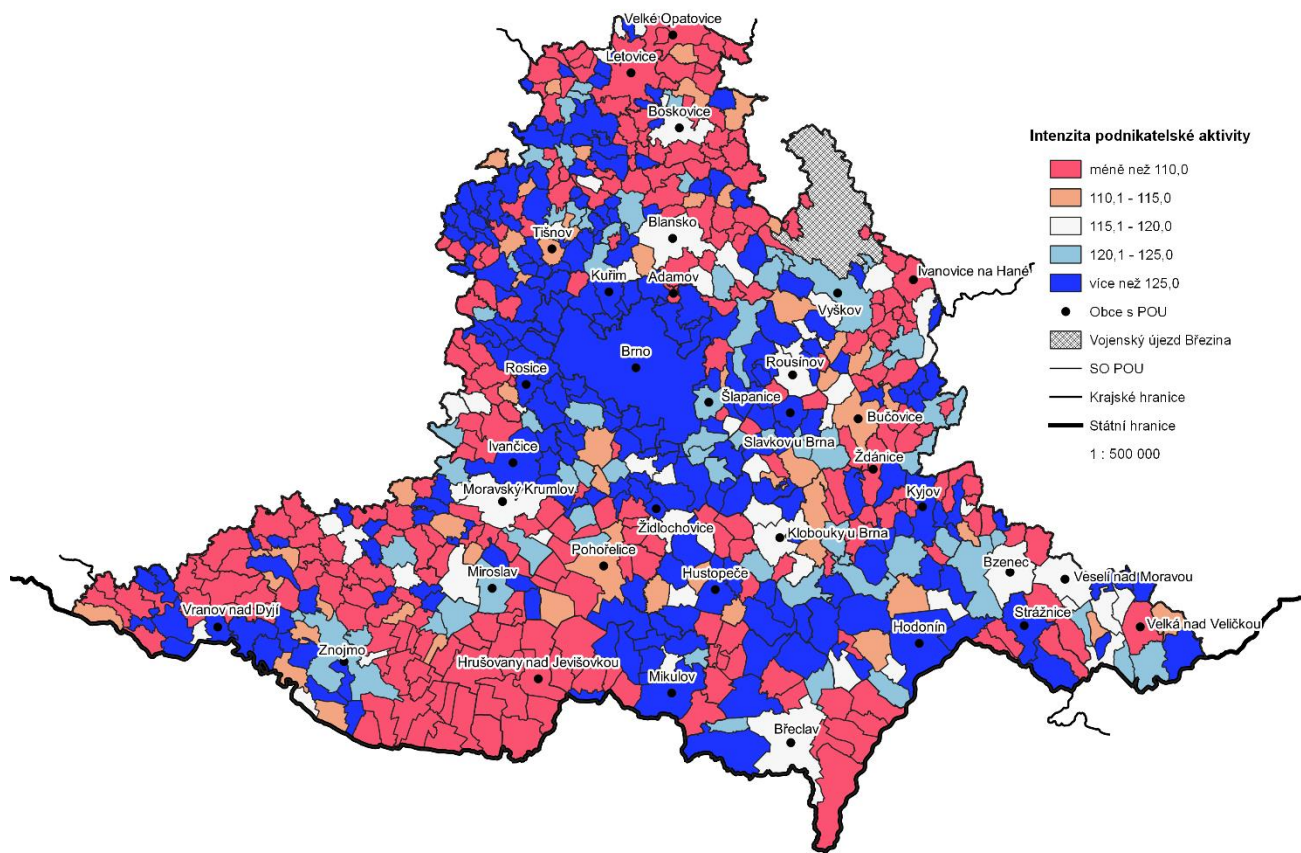 Velké Opatovice
Letovice
Boskovice
Intenzita podnikatelské aktivity
méně než 110,0
110,1 - 115,0
115,1 - 120,0
120,1 - 125,0
více než 125,0
Obce s POU
Vojenský újezd Březina
SO POU
Krajské hranice
Státní hranice
1 : 500 000
Blansko
Tišnov
Kuřim
Adamov
Ivanovice na Hané
Vyškov
Brno
Rousínov
Rosice
Šlapanice
Bučovice
Slavkov u Brna
Ivančice
Ždánice
Moravský Krumlov
Kyjov
Židlochovice
Klobouky u Brna
Pohořelice
Bzenec
Miroslav
Hustopeče
Veselí nad Moravou
Vranov nad Dyjí
Strážnice
Velká nad Veličkou
Hodonín
Znojmo
Hrušovany nad Jevišovkou
Mikulov
Břeclav